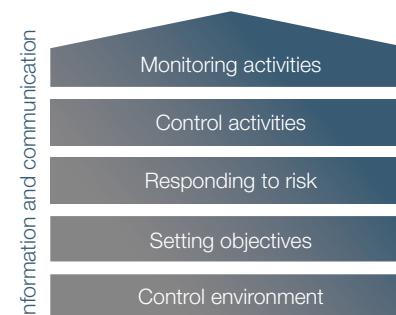 nformation and communication
Monitoring activities
Control activities
Responding to risk
Setting objectives
Control environment